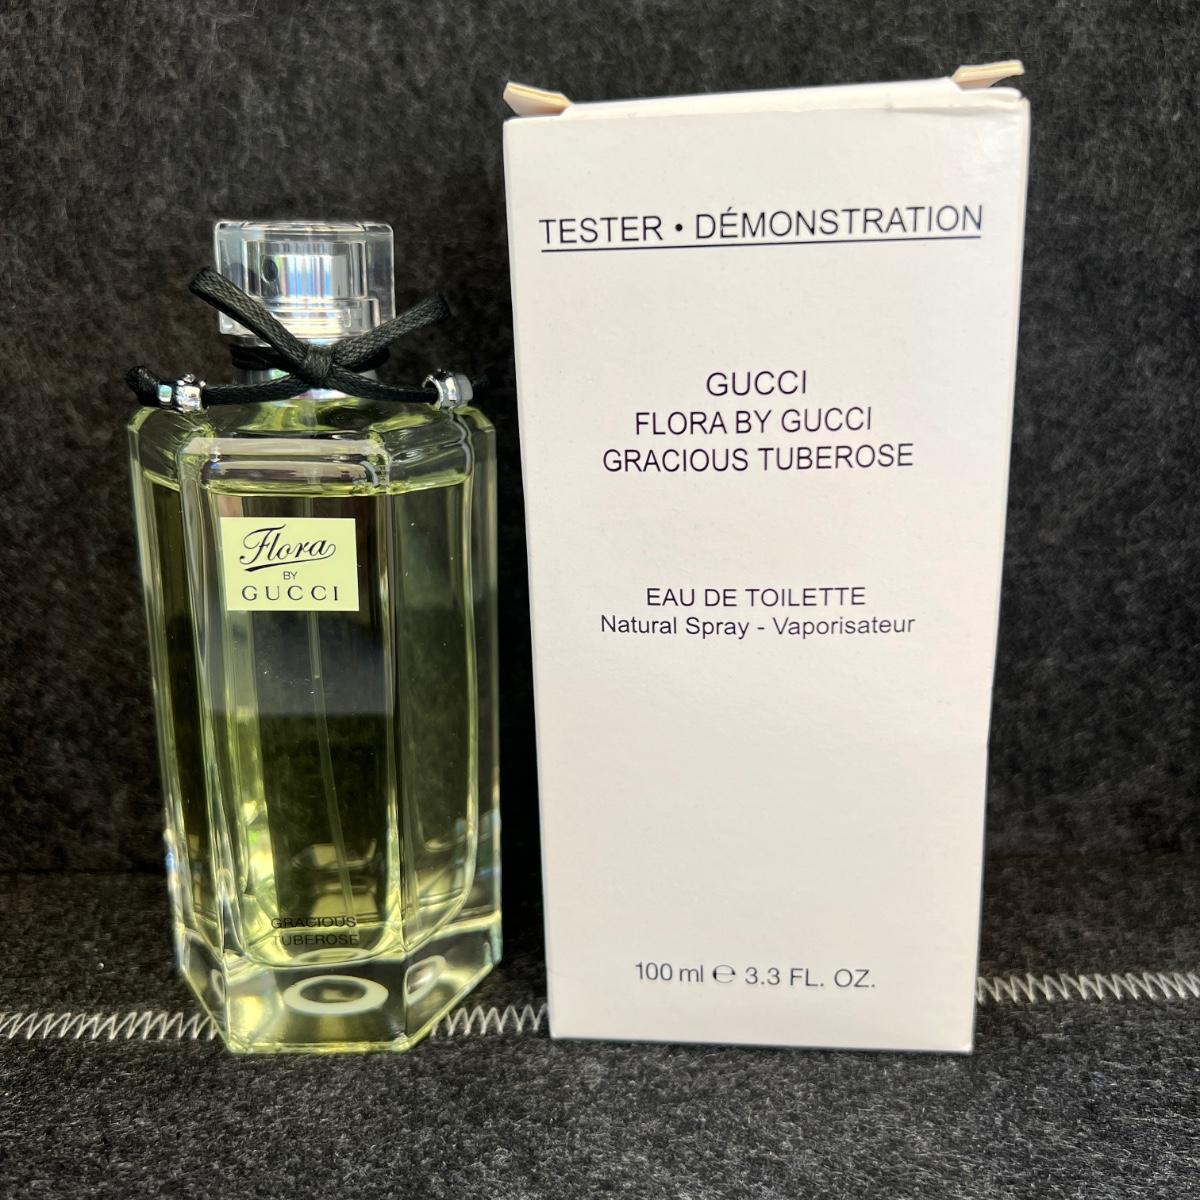 Flora
BY
GUCCI
GRACIOUS
TUBEROSE
TESTER • DÉMONSTRATION
GUCCI
FLORA BY GUCCI
GRACIOUS TUBEROSE
EAU DE TOILETTE
Natural Spray - Vaporisateur
100 ml ℮ 3.3 FL. OZ.